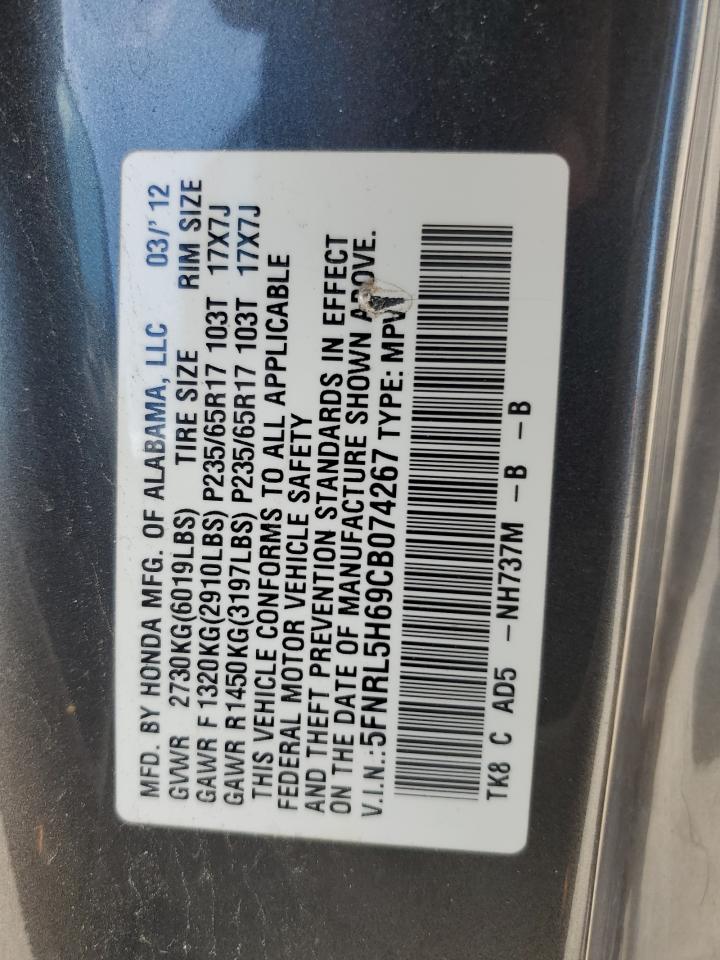 MFD. BY HONDA MFG. OF ALABAMA, LLC 03/'12
GVWR 2730KG(6019LBS) TIRE SIZE RIM SIZE
GAWR F 1320KG(2910LBS) P235/65R17 103T 17X7J
GAWR R1450KG(3197LBS) P235/65R17 103T 17X7J
THIS VEHICLE CONFORMS TO ALL APPLICABLE
FEDERAL MOTOR VEHICLE SAFETY
AND THEFT PREVENTION STANDARDS IN EFFECT
ON THE DATE OF MANUFACTURE SHOWN ABOVE.
V.I.N.:5FNRL5H69CB074267 TYPE: MPV
TK8 C AD5 -NH737M -B -B